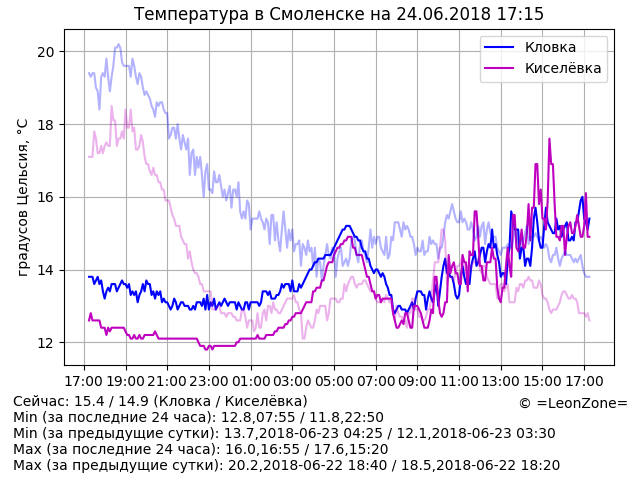 Температура в Смоленске на 24.06.2018 17:15
градусов Цельсия, °C
20
18
16
14
12
Кловка
Киселёвка
17:00 19:00 21:00 23:00 01:00 03:00 05:00 07:00 09:00 11:00 13:00 15:00 17:00
Сейчас: 15.4 / 14.9 (Кловка / Киселёвка)
© =LeonZone=
Min (за последние 24 часа): 12.8,07:55 / 11.8,22:50
Min (за предыдущие сутки): 13.7,2018-06-23 04:25 / 12.1,2018-06-23 03:30
Max (за последние 24 часа): 16.0,16:55 / 17.6,15:20
Max (за предыдущие сутки): 20.2,2018-06-22 18:40 / 18.5,2018-06-22 18:20